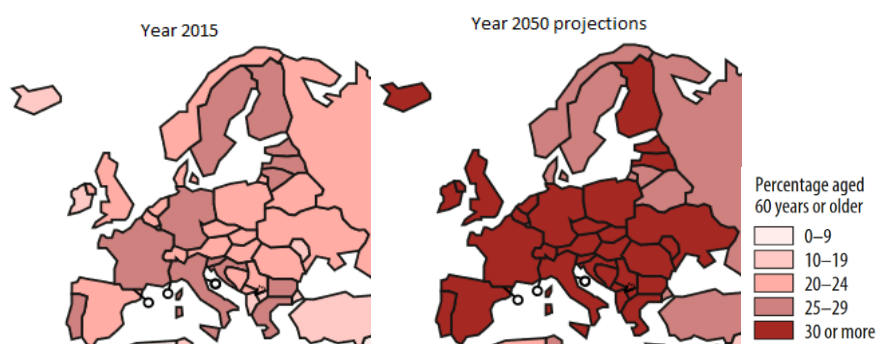 Year 2015
Year 2050 projections
Percentage aged
60 years or older
0–9
10–19
20–24
25–29
30 or more